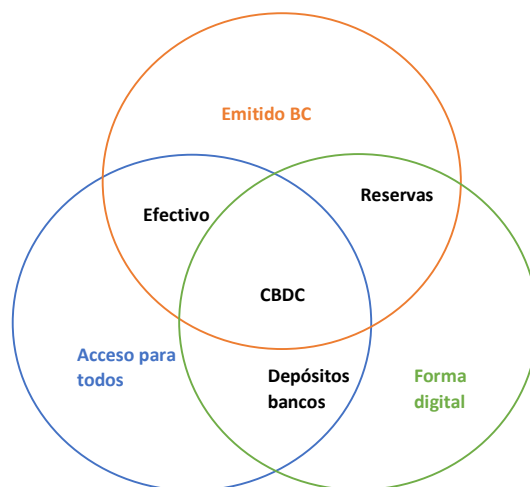 Emitido BC
Reservas
Efectivo
CBDC
Acceso para
todos
Depósitos
bancos
Forma
digital